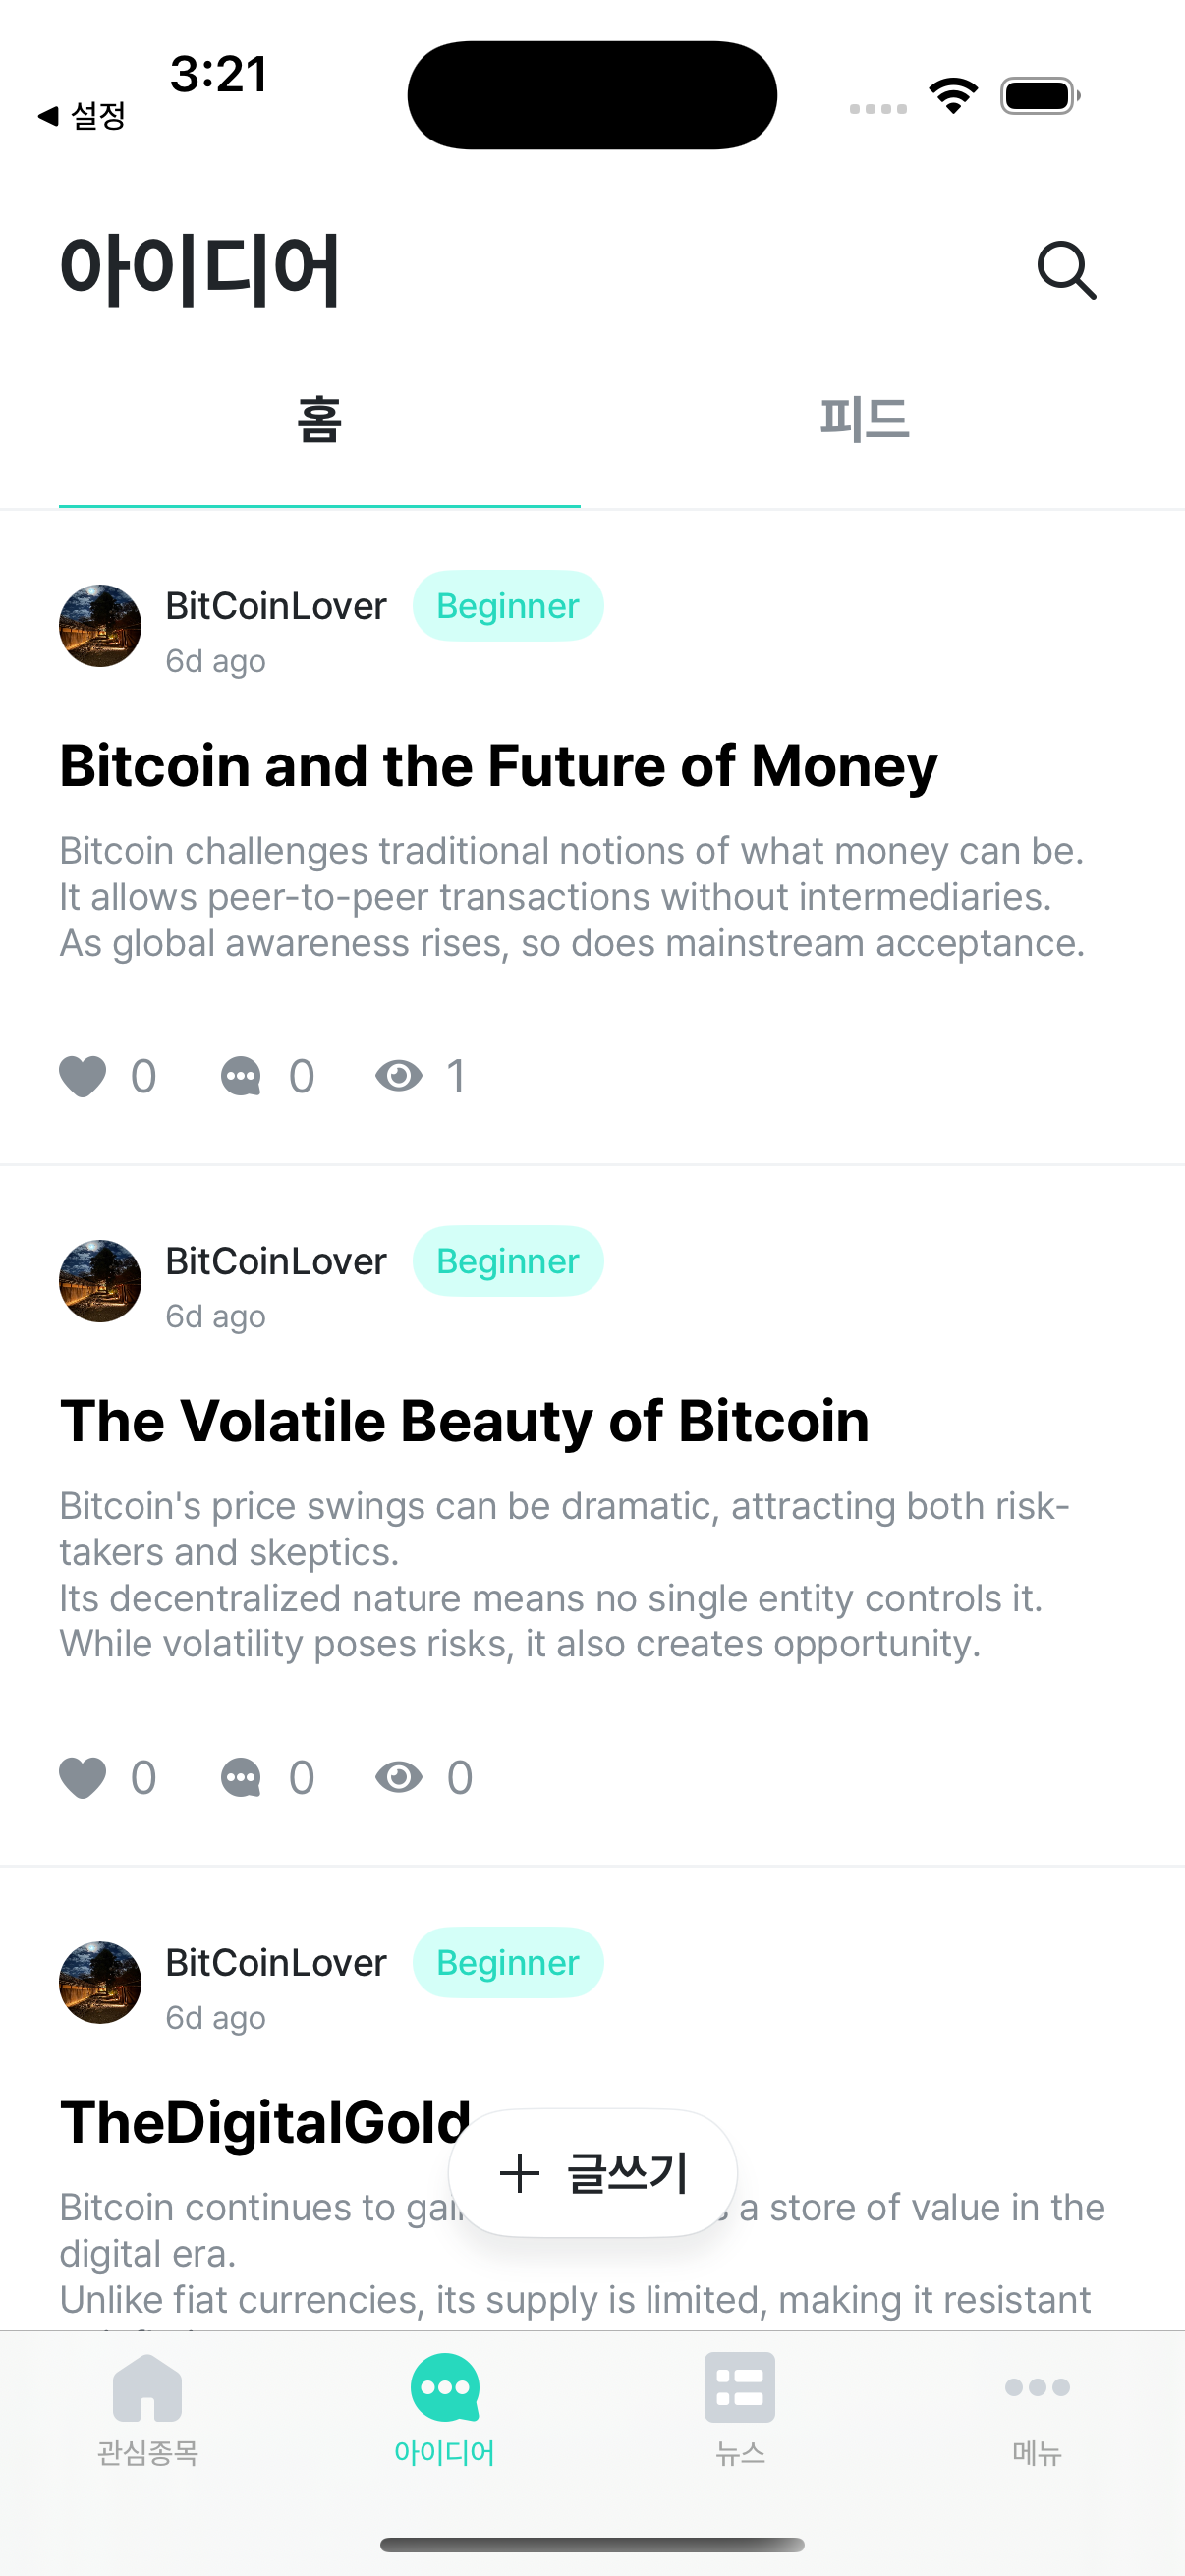 3:21
설정
아이디어
홈
피드
BitCoinLover
Beginner
6d ago
Bitcoin and the Future of Money
Bitcoin challenges traditional notions of what money can be.
It allows peer-to-peer transactions without intermediaries.
As global awareness rises, so does mainstream acceptance.
0
0
1
BitCoinLover
Beginner
6d ago
The Volatile Beauty of Bitcoin
Bitcoin's price swings can be dramatic, attracting both risk-
takers and skeptics.
Its decentralized nature means no single entity controls it.
While volatility poses risks, it also creates opportunity.
0
0
0
BitCoinLover
Beginner
6d ago
TheDigitalGold
글쓰기
Bitcoin continues to a store of value in the
digital era.
Unlike fiat currencies, its supply is limited, making it resistant
관심종목
아이디어
뉴스
메뉴